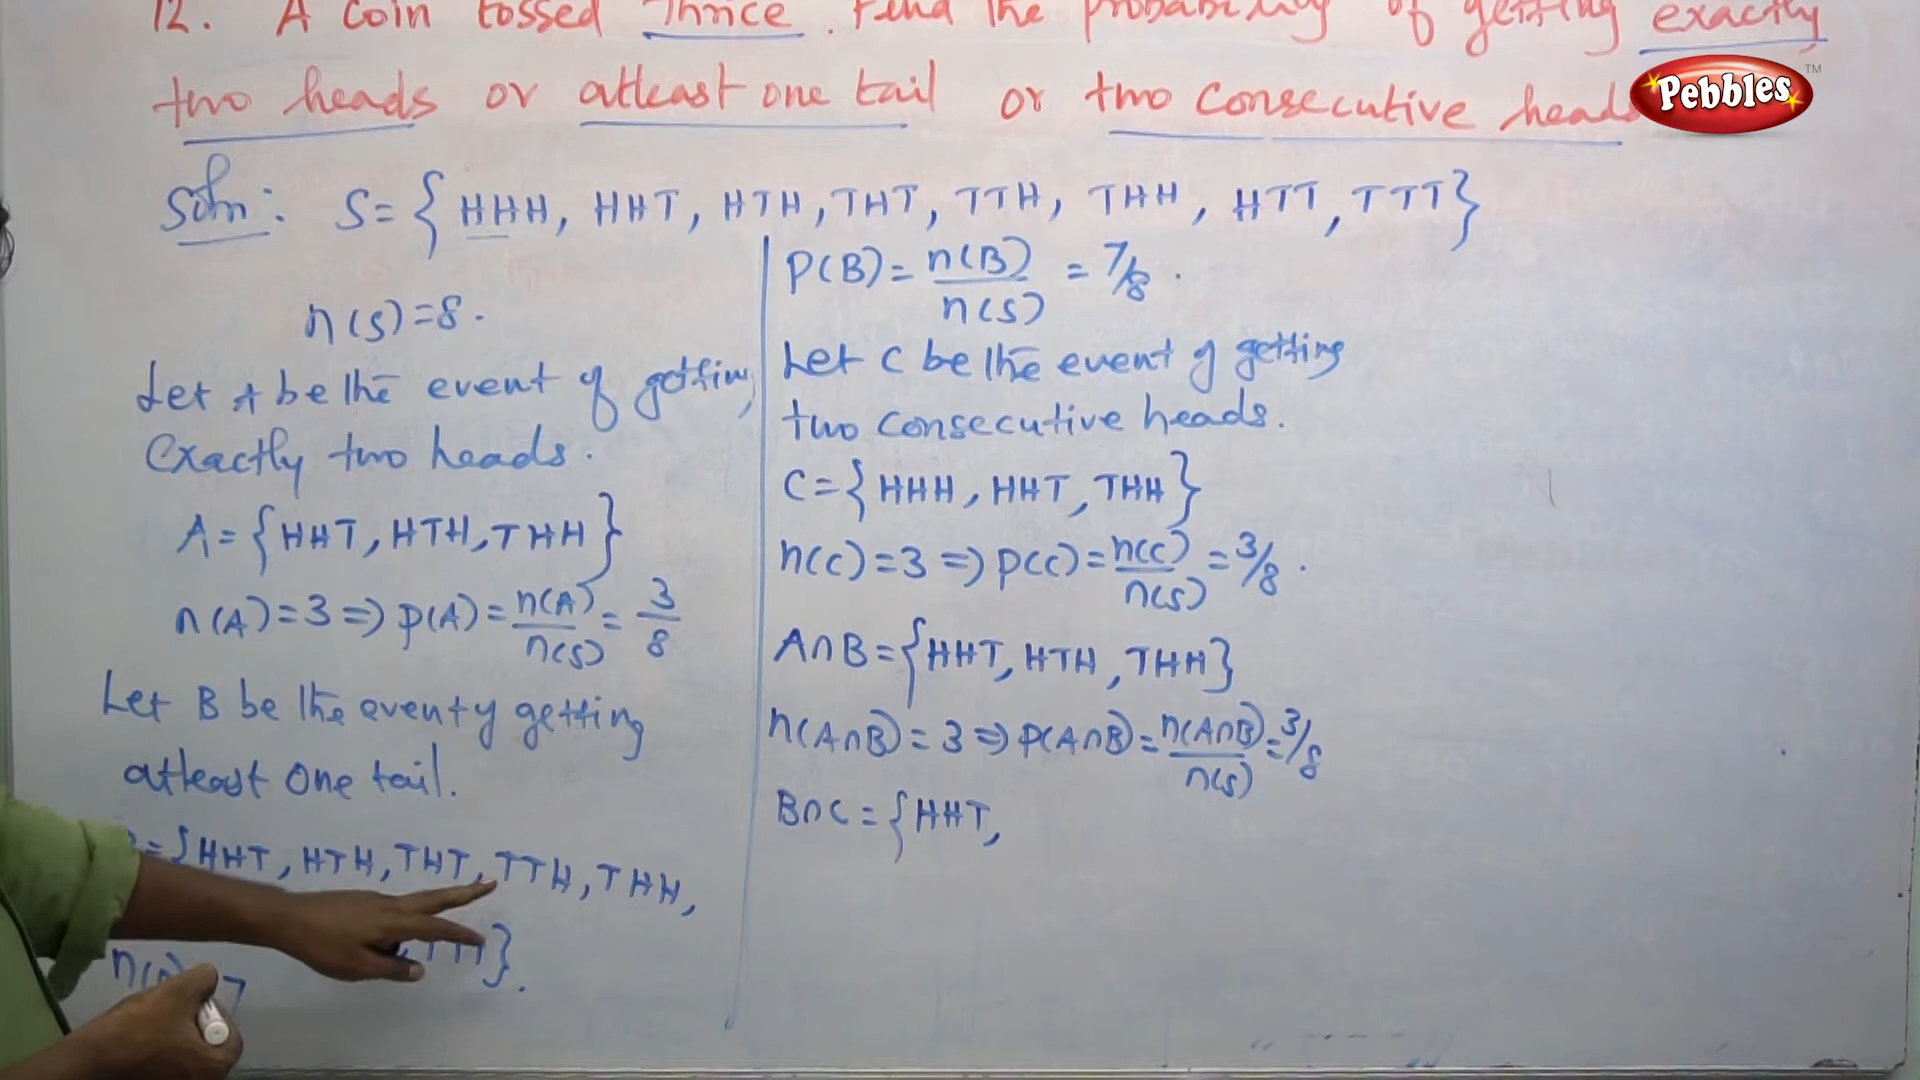 12. A coin tossed Thrice. Find the probability of getting exactly
two heads or atleast one tail or two consecutive heads
Pebbles TM
Soln: S = { HHH, HHT, HTH, THT, TTH, THH, HTT, TTT }
n(s) = 8.
Let A be the event of getting
Exactly two heads.
A = { HHT, HTH, THH }
n(A) = 3 => P(A) = n(A)/n(s) = 3/8
Let B be the event of getting
atleast one tail.
= { HHT, HTH, THT, TTH, THH,
, TTT }.
7
P(B) = n(B)/n(s) = 7/8.
Let C be the event of getting
two consecutive heads.
C = { HHH, HHT, THH }
n(c) = 3 => P(c) = n(c)/n(s) = 3/8.
A∩B = { HHT, HTH, THH }
n(A∩B) = 3 => P(A∩B) = n(A∩B)/n(s) = 3/8
B∩C = { HHT,